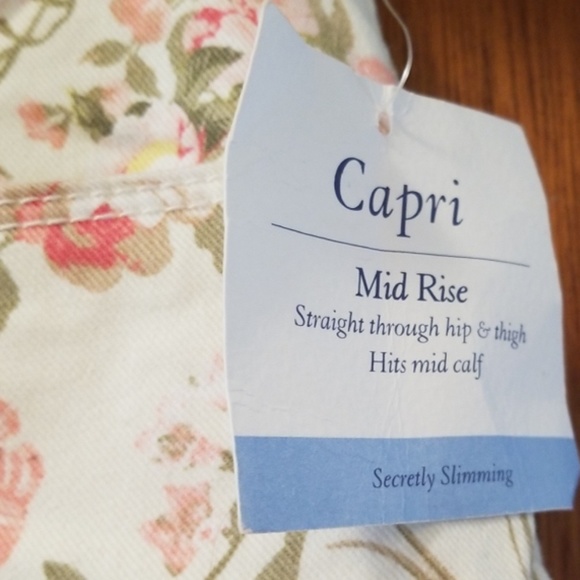 Capri
Mid Rise
Straight through hip & thigh
Hits mid calf
Secretly Slimming